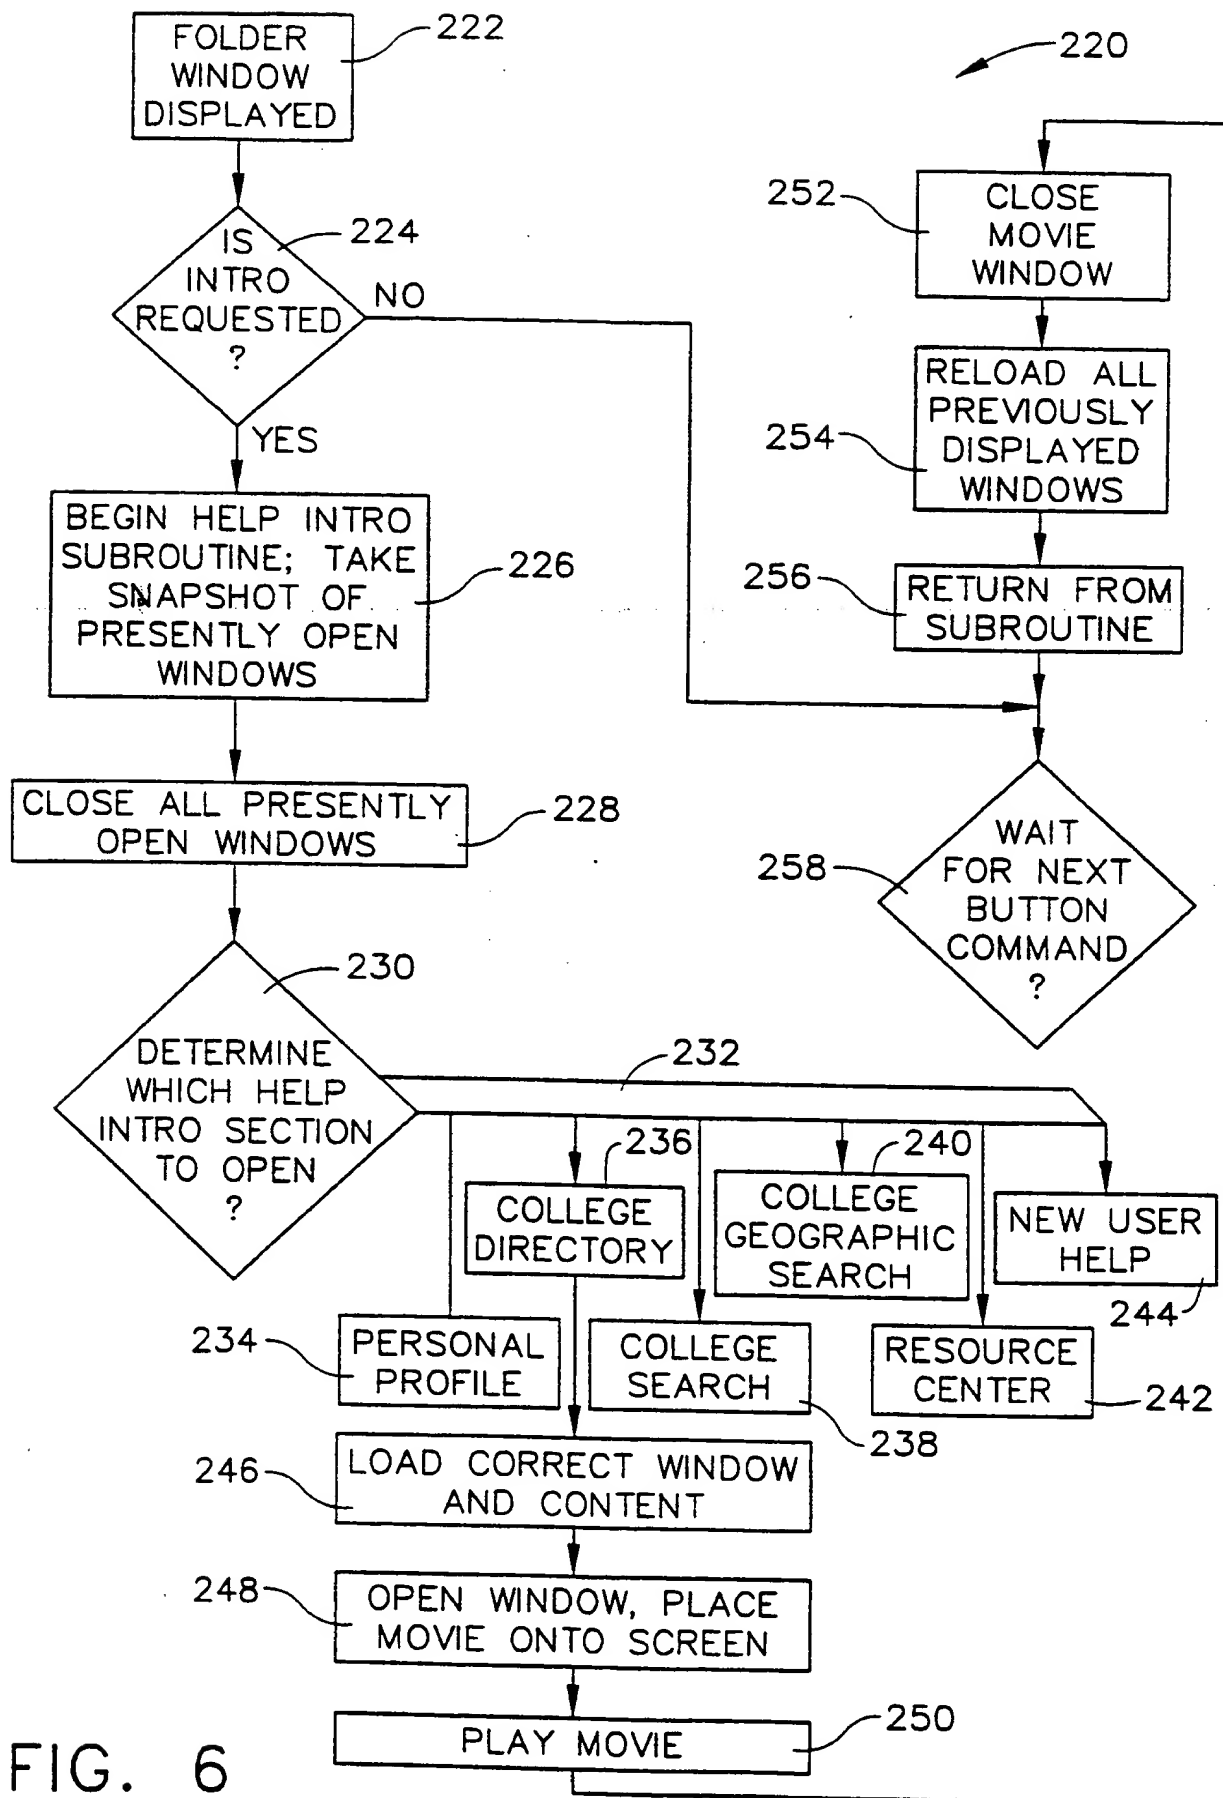 FOLDER
WINDOW
DISPLAYED
222
220
IS
INTRO
REQUESTED
?
224
NO
YES
BEGIN HELP INTRO
SUBROUTINE; TAKE
SNAPSHOT OF
PRESENTLY OPEN
WINDOWS
226
CLOSE ALL PRESENTLY
OPEN WINDOWS
228
230
DETERMINE
WHICH HELP
INTRO SECTION
TO OPEN
?
232
234
PERSONAL
PROFILE
236
COLLEGE
DIRECTORY
COLLEGE
SEARCH
238
240
COLLEGE
GEOGRAPHIC
SEARCH
RESOURCE
CENTER
242
NEW USER
HELP
244
246
LOAD CORRECT WINDOW
AND CONTENT
248
OPEN WINDOW, PLACE
MOVIE ONTO SCREEN
PLAY MOVIE
250
252
CLOSE
MOVIE
WINDOW
254
RELOAD ALL
PREVIOUSLY
DISPLAYED
WINDOWS
256
RETURN FROM
SUBROUTINE
258
WAIT
FOR NEXT
BUTTON
COMMAND
?
FIG. 6